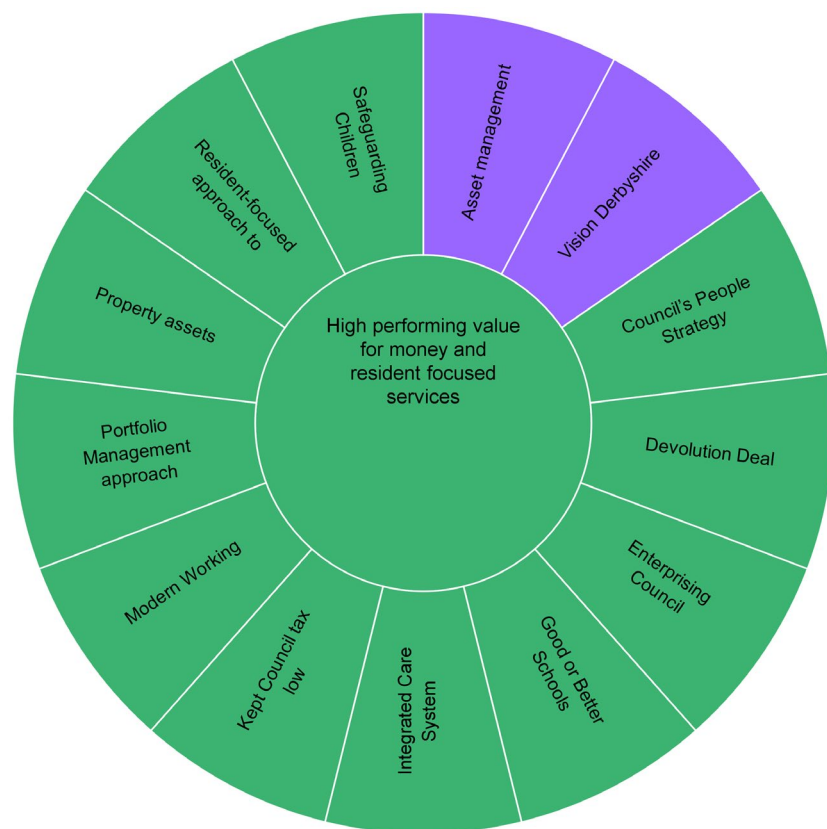 High performing value
for money and
resident focused
services
Asset management
Vision Derbyshire
Council's People
Strategy
Devolution Deal
Enterprising
Council
Good or Better
Schools
Integrated Care
System
Kept Council tax
low
Modern Working
Portfolio
Management
approach
Property assets
Resident-focused
approach to
Safeguarding
Children